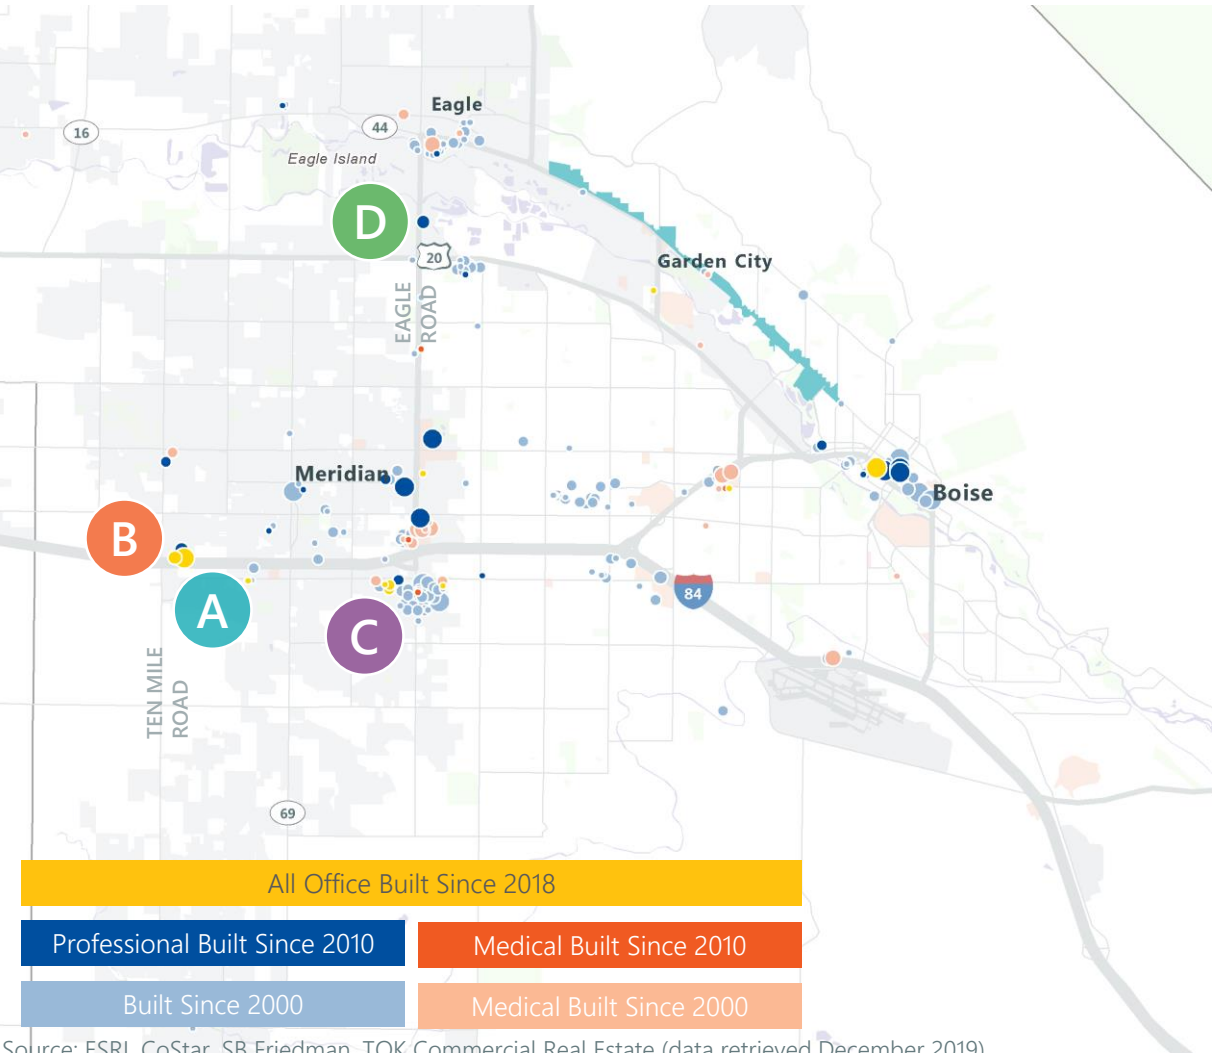 Eagle
16
44
Eagle Island
D
20
Garden City
EAGLE
ROAD
Meridian
Boise
B
84
A
C
TEN MILE
ROAD
69
All Office Built Since 2018
Professional Built Since 2010
Medical Built Since 2010
Built Since 2000
Medical Built Since 2000
Source: ESRI, CoStar, SB Friedman, TOK Commercial Real Estate (data retrieved December 2019)